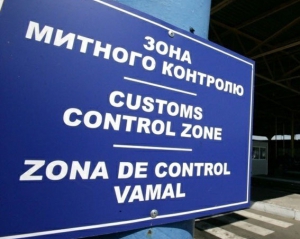 ЗОНА
МИТНОГО КОНТРОЛЮ
CUSTOMS
CONTROL ZONE
ZONA DE CONTROL
VAMAL